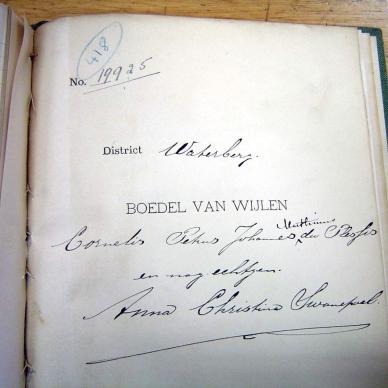 418
No. 19925
District Waterberg.
BOEDEL VAN WIJLEN
Marthinus
Cornelis Petrus Johannes du Plessis
en nog echtgen.
Anna Christina Swanepoel